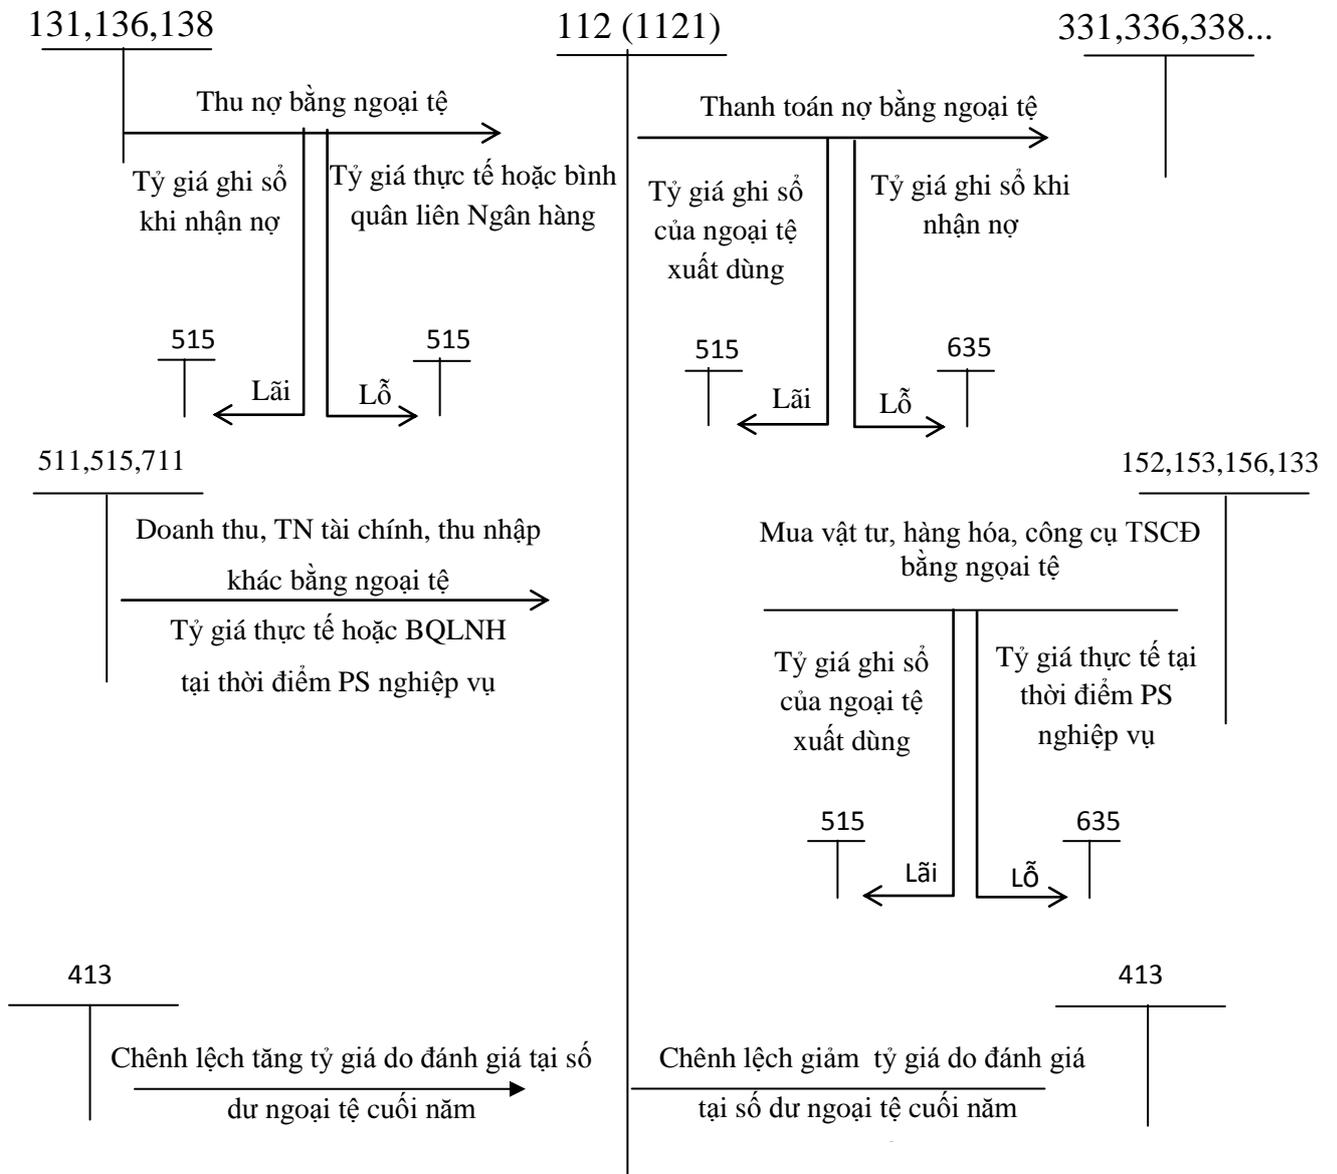 131,136,138
112 (1121)
331,336,338...
Thu nợ bằng ngoại tệ
Thanh toán nợ bằng ngoại tệ
Tỷ giá ghi sổ
khi nhận nợ
Tỷ giá thực tế hoặc bình
quân liên Ngân hàng
Tỷ giá ghi sổ
của ngoại tệ
xuất dùng
Tỷ giá ghi sổ khi
nhận nợ
515
Lãi
Lỗ
515
515
Lãi
Lỗ
635
511,515,711
152,153,156,133
Doanh thu, TN tài chính, thu nhập
khác bằng ngoại tệ
Tỷ giá thực tế hoặc BQLNH
tại thời điểm PS nghiệp vụ
Mua vật tư, hàng hóa, công cụ TSCĐ
bằng ngọai tệ
Tỷ giá ghi sổ
của ngoại tệ
xuất dùng
Tỷ giá thực tế tại
thời điểm PS
nghiệp vụ
515
Lãi
Lỗ
635
413
413
Chênh lệch tăng tỷ giá do đánh giá tại số
dư ngoại tệ cuối năm
Chênh lệch giảm tỷ giá do đánh giá
tại số dư ngoại tệ cuối năm